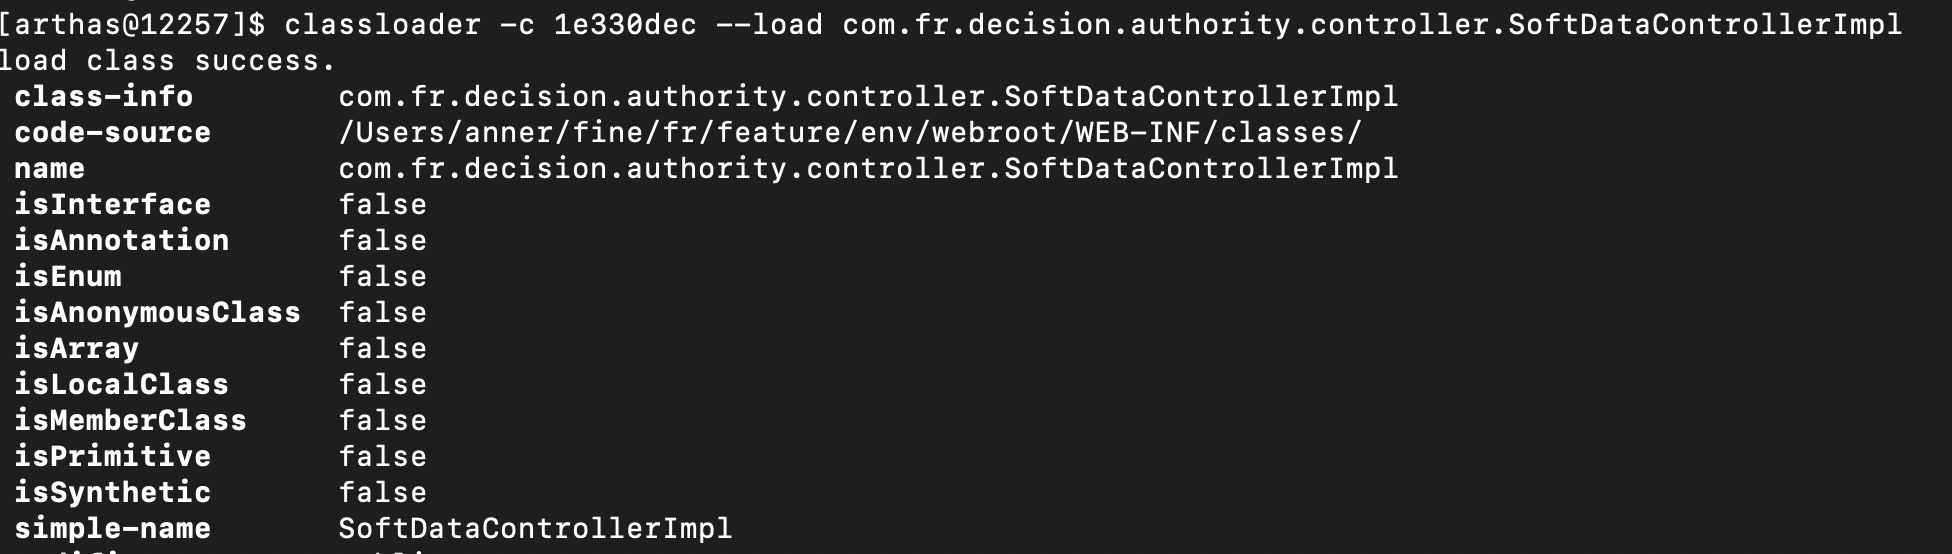 [arthas@12257]$ classloader -c 1e330dec --load com.fr.decision.authority.controller.SoftDataControllerImpl
load class success.
class-info com.fr.decision.authority.controller.SoftDataControllerImpl
code-source /Users/anner/fine/fr/feature/env/webroot/WEB-INF/classes/
name com.fr.decision.authority.controller.SoftDataControllerImpl
isInterface false
isAnnotation false
isEnum false
isAnonymousClass false
isArray false
isLocalClass false
isMemberClass false
isPrimitive false
isSynthetic false
simple-name SoftDataControllerImpl